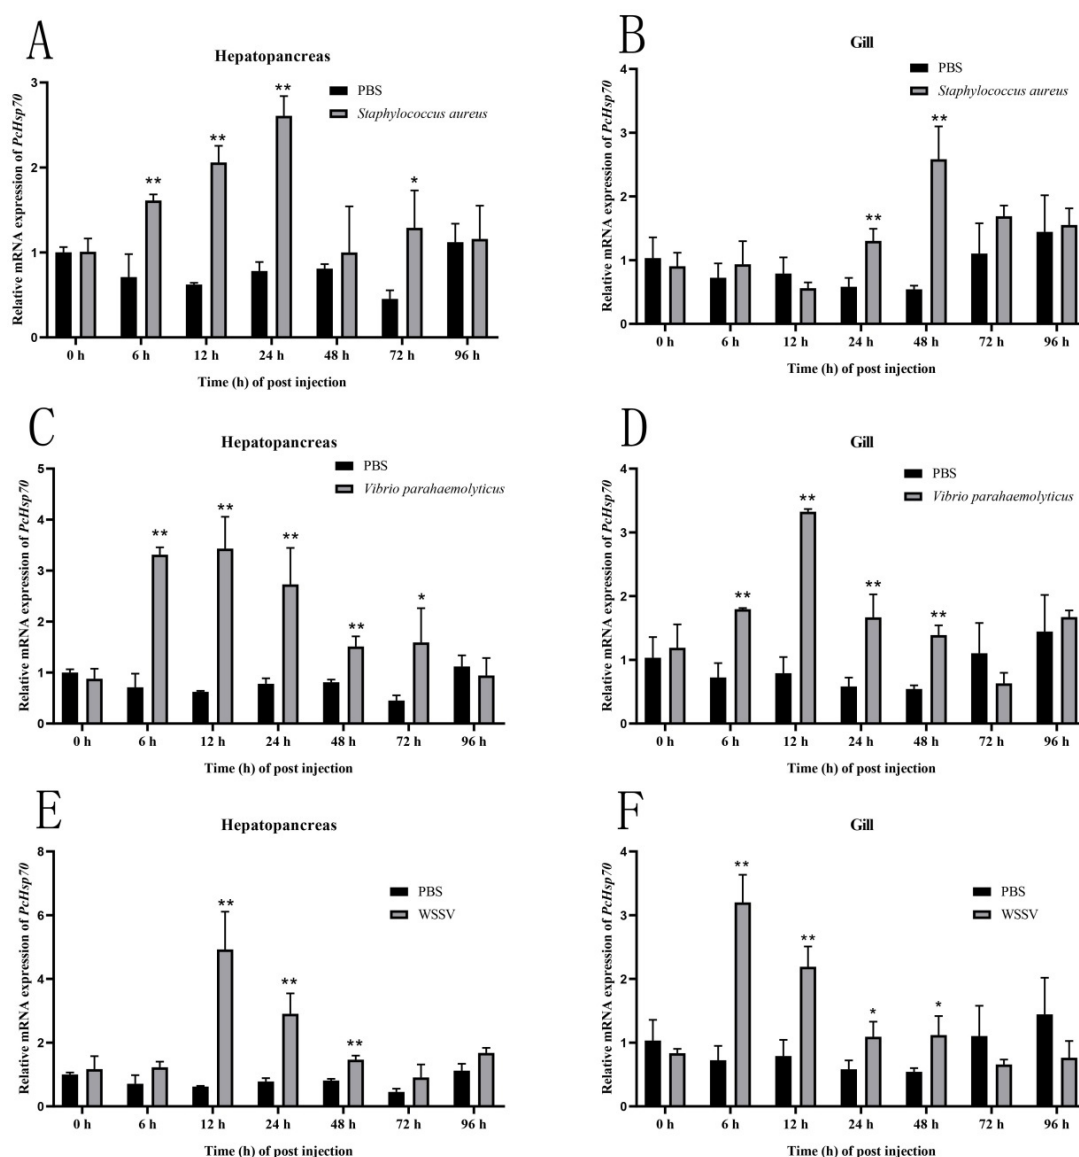 A
Hepatopancreas
PBS
Staphylococcus aureus
Relative mRNA expression of PcHsp70
3
2
1
0
** ** ** *
0 h 6 h 12 h 24 h 48 h 72 h 96 h
Time (h) of post injection
B
Gill
PBS
Staphylococcus aureus
Relative mRNA expression of PcHsp70
4
3
2
1
0
** **
0 h 6 h 12 h 24 h 48 h 72 h 96 h
Time (h) of post injection
C
Hepatopancreas
PBS
Vibrio parahaemolyticus
Relative mRNA expression of PcHsp70
5
4
3
2
1
0
** ** ** ** *
0 h 6 h 12 h 24 h 48 h 72 h 96 h
Time (h) of post injection
D
Gill
PBS
Vibrio parahaemolyticus
Relative mRNA expression of PcHsp70
4
3
2
1
0
** ** ** **
0 h 6 h 12 h 24 h 48 h 72 h 96 h
Time (h) of post injection
E
Hepatopancreas
PBS
WSSV
Relative mRNA expression of PcHsp70
8
6
4
2
0
** ** **
0 h 6 h 12 h 24 h 48 h 72 h 96 h
Time (h) of post injection
F
Gill
PBS
WSSV
Relative mRNA expression of PcHsp70
4
3
2
1
0
** ** * *
0 h 6 h 12 h 24 h 48 h 72 h 96 h
Time (h) of post injection